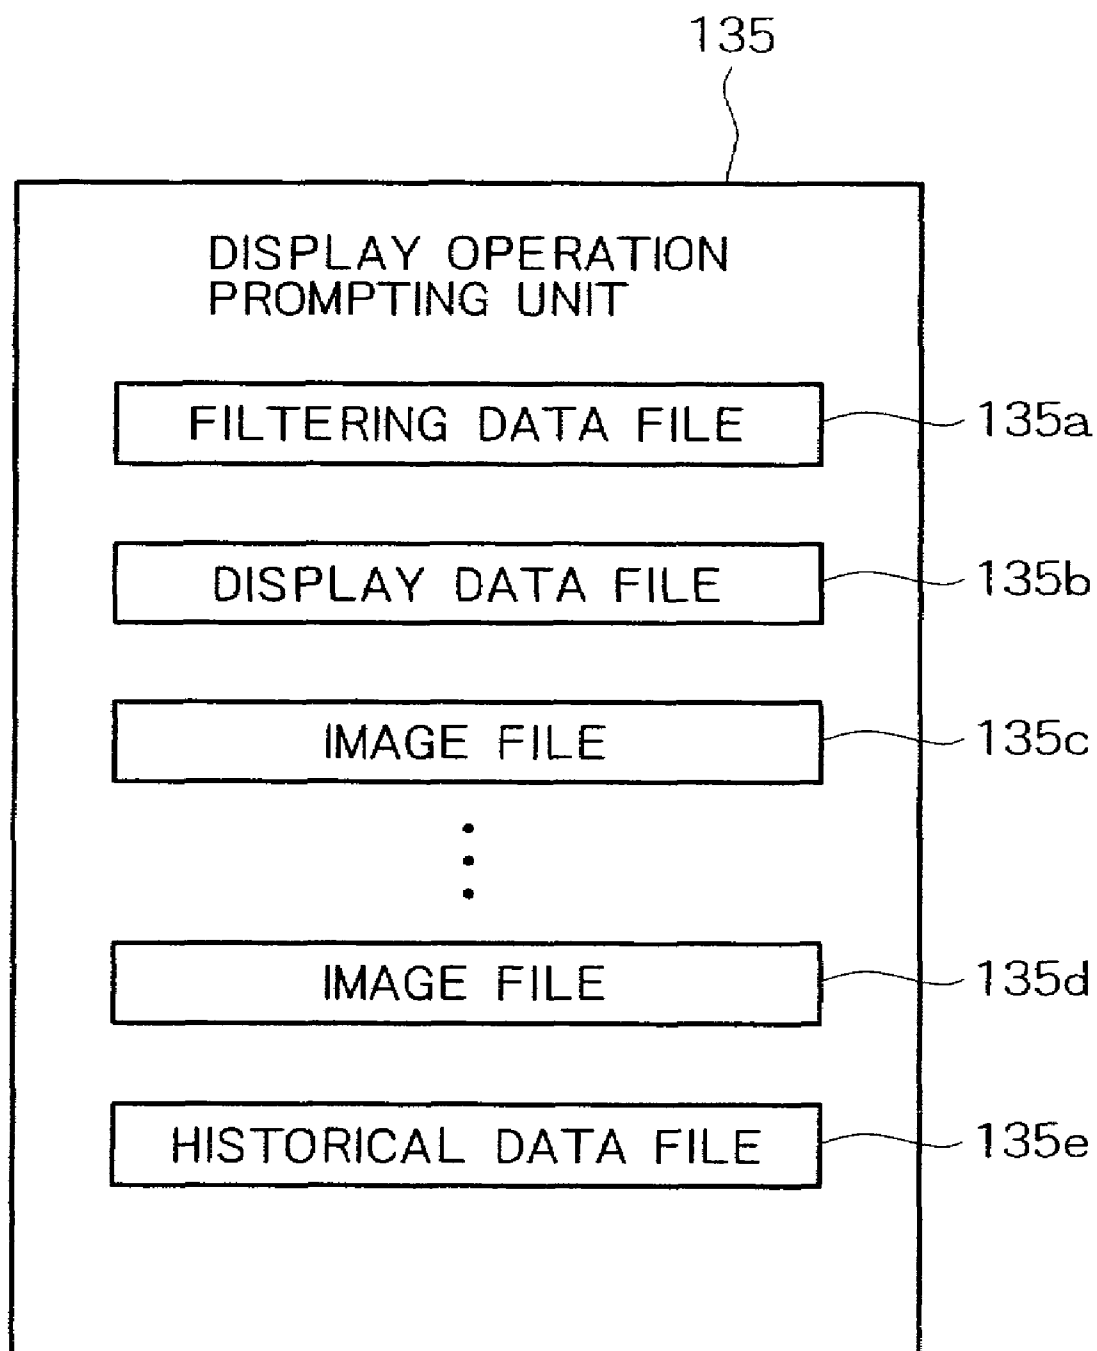 135
DISPLAY OPERATION
PROMPTING UNIT
FILTERING DATA FILE 135a
DISPLAY DATA FILE 135b
IMAGE FILE 135c
IMAGE FILE 135d
HISTORICAL DATA FILE 135e